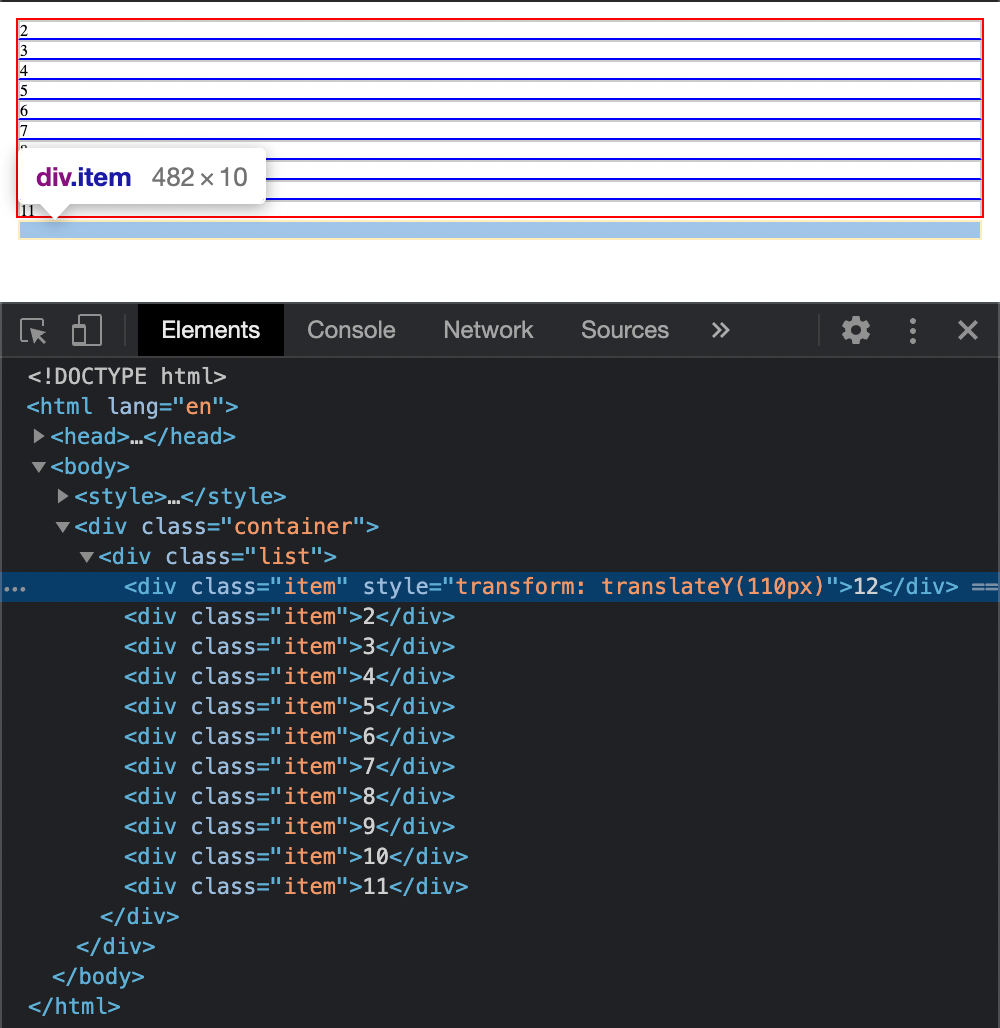 2
3
4
5
6
7
div.item 482 × 10
11
Elements Console Network Sources »
<!DOCTYPE html>
<html lang="en">
▶<head>…</head>
▼<body>
▶<style>…</style>
▼<div class="container">
▼<div class="list">
… <div class="item" style="transform: translateY(110px)">12</div> ==
<div class="item">2</div>
<div class="item">3</div>
<div class="item">4</div>
<div class="item">5</div>
<div class="item">6</div>
<div class="item">7</div>
<div class="item">8</div>
<div class="item">9</div>
<div class="item">10</div>
<div class="item">11</div>
</div>
</div>
</body>
</html>